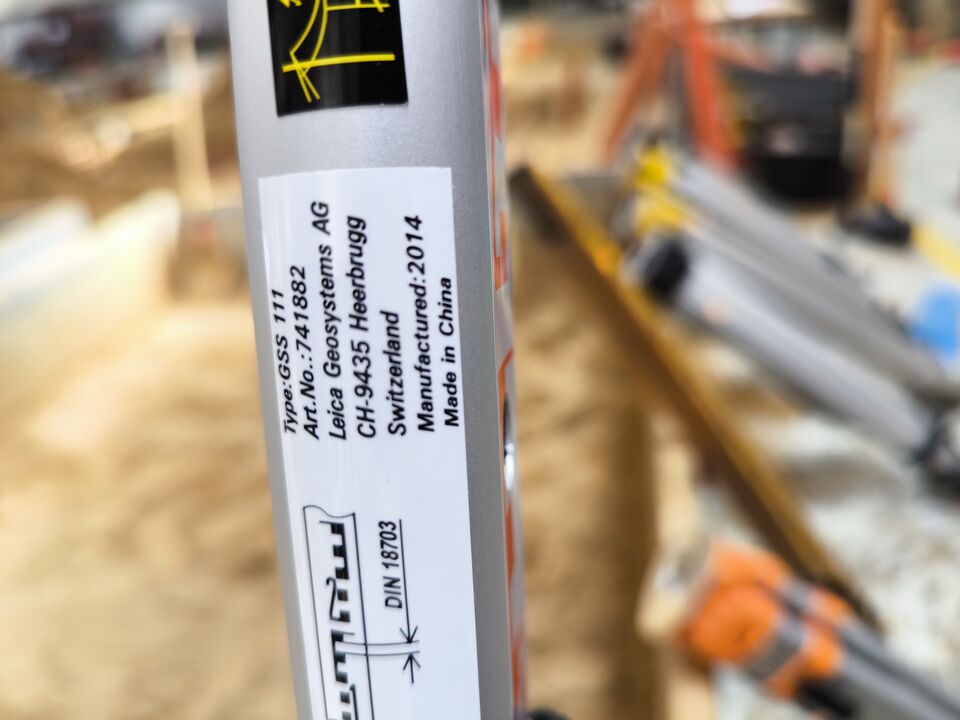 Type:GSS 111
Art.No.:741882
Leica Geosystems AG
CH-9435 Heerbrugg
Switzerland
Manufactured:2014
Made in China
DIN 18703